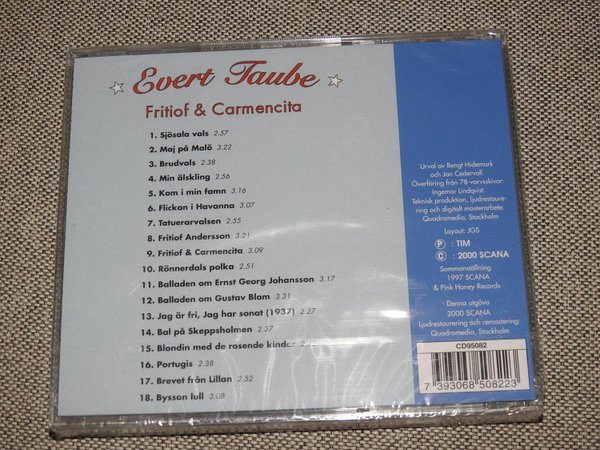 Evert Taube
Fritiof & Carmencita
1. Sjösala vals 2.57
2. Maj på Malö 3.22
3. Brudvals 2.38
4. Min älskling 2.56
5. Kom i min famn 3.16
6. Flickan i Havanna 3.07
7. Tatuerarvalsen 2.55
8. Fritiof Andersson 3.21
9. Fritiof & Carmencita 3.09
10. Rönnerdals polka 2.51
11. Balladen om Ernst Georg Johansson 3.17
12. Balladen om Gustav Blom 3.31
13. Jag är fri, Jag har sonat (1937) 2.27
14. Bal på Skeppsholmen 2.37
15. Blondin med de rosende kinder
16. Portugis 2.38
17. Brevet från Lillan 2.52
18. Byssan lull 3.08
Urval av Bengt Hidemark
och Jan Cedervall.
Överföring från 78-varvsskivor:
Ingemar Lindqvist.
Teknisk produktion, ljudrestaure-
ring och digitalt masterarbete:
Quadromedia, Stockholm
Layout: JGS
P : TIM
C : 2000 SCANA
Sammanställning
1997 SCANA
& Pink Honey Records
Denna utgåva
2000 SCANA
Ljudrestaurering och remastering:
Quadromedia, Stockholm
CD95082
7 393068 508223